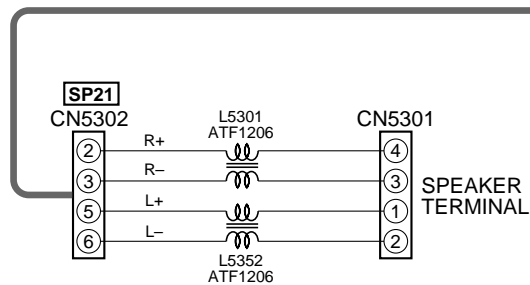 SP21
CN5302
L5301
ATF1206
CN5301
2 R+ 4
3 R– 3
5 L+ 1
6 L– 2
SPEAKER
TERMINAL
L5352
ATF1206